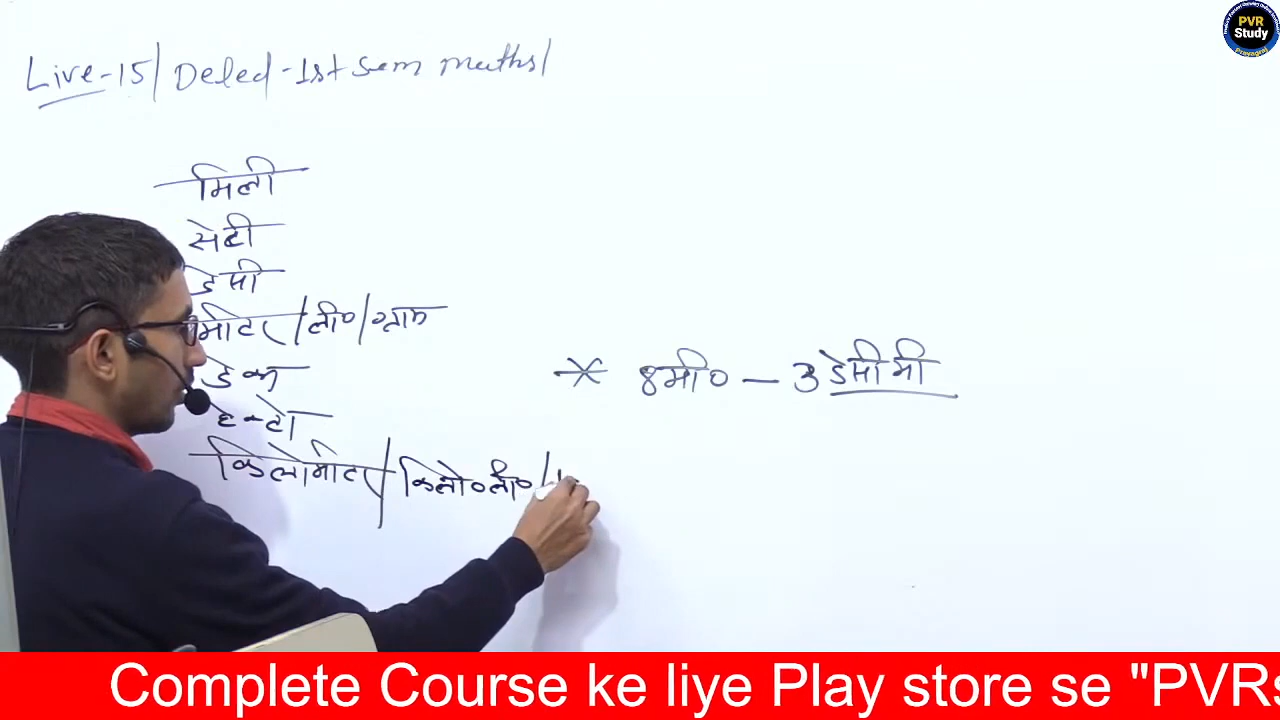 Live-15/ Deled-1st sem maths/
PVR
Study
Prayagraj
मिली
सेंटी
डेसी
मीटर /ली०/ग्राम
डेका
हेक्टो
* 8मी० — 3डेसीमी
किलोमीटर/किलो०ली०/
Complete Course ke liye Play store se "PVRs